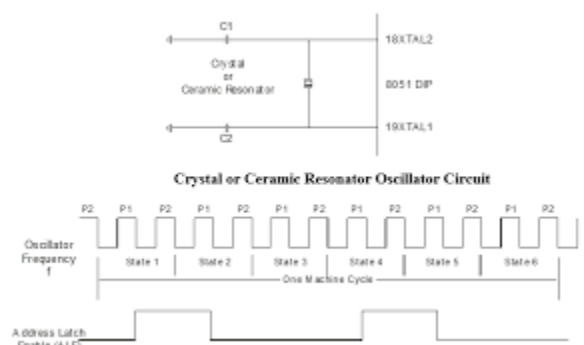 C1
18XTAL2
Crystal
or
Ceramic Resonator
8051 DIP
19XTAL1
C2
Crystal or Ceramic Resonator Oscillator Circuit
P2 P1 P2 P1 P2 P1 P2 P1 P2 P1 P2 P1 P2
Oscillator
Frequency
f
State 1 State 2 State 3 State 4 State 5 State 6
One Machine Cycle
Address Latch
Enable (ALE)